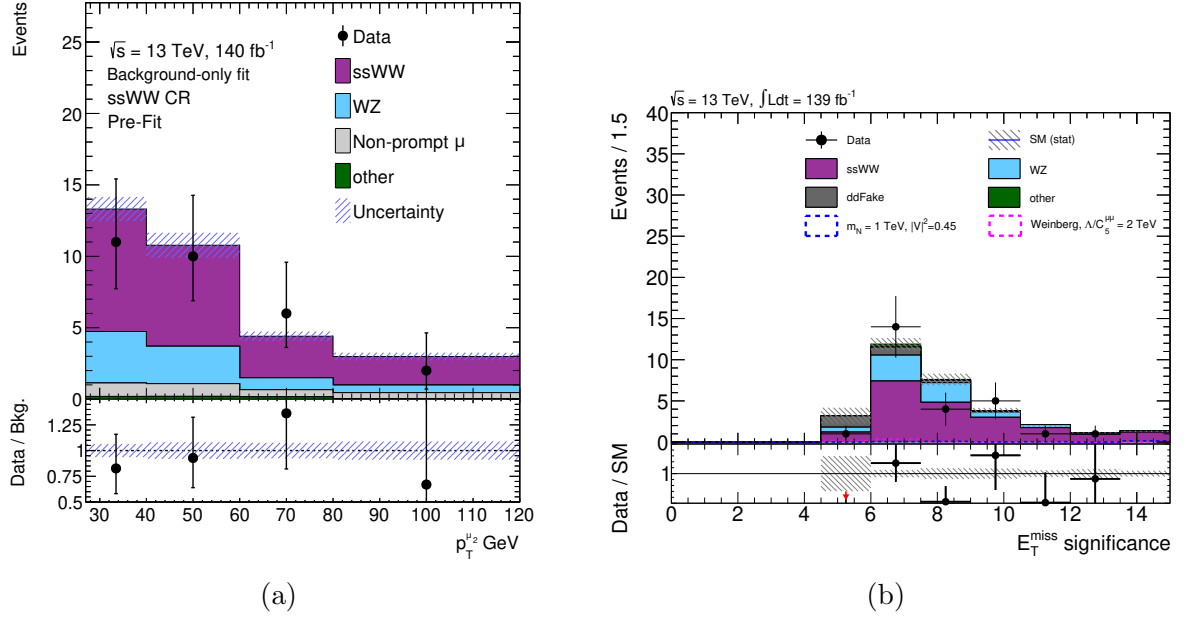 Events
25
20
15
10
5
0
√s = 13 TeV, 140 fb⁻¹
Background-only fit
ssWW CR
Pre-Fit
Data
ssWW
WZ
Non-prompt μ
other
Uncertainty
Data / Bkg.
1.25
1
0.75
0.5
30 40 50 60 70 80 90 100 110 120
p_T^μ₂ GeV
(a)
√s = 13 TeV, ∫Ldt = 139 fb⁻¹
Events / 1.5
40
35
30
25
20
15
10
5
0
Data
SM (stat)
ssWW
WZ
ddFake
other
m_N = 1 TeV, |V|²=0.45
Weinberg, Λ/C₅^μμ = 2 TeV
Data / SM
1
0 2 4 6 8 10 12 14
E_T^miss significance
(b)